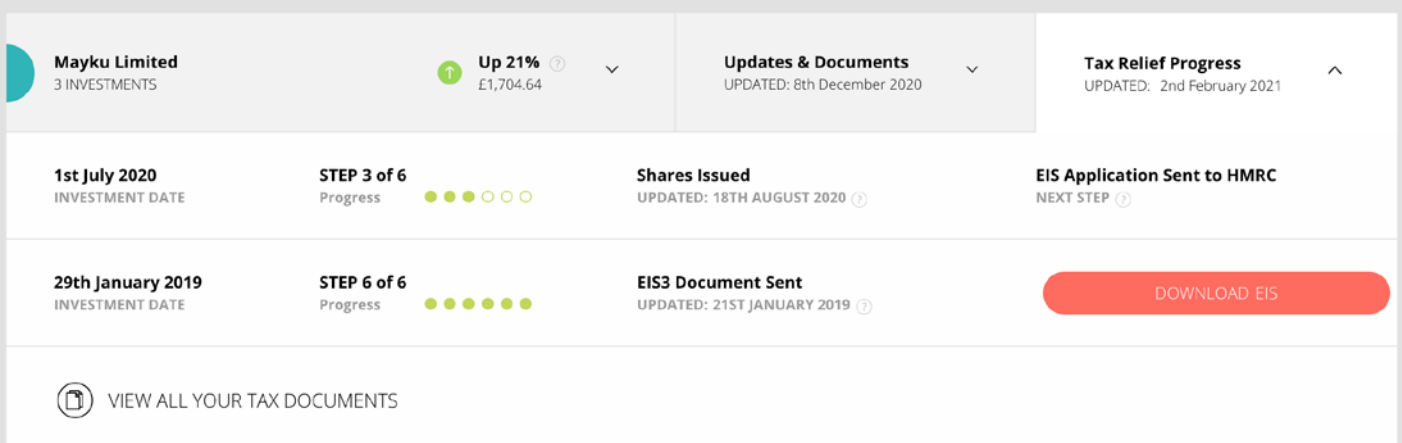 Mayku Limited
3 INVESTMENTS
Up 21% ?
£1,704.64
Updates & Documents
UPDATED: 8th December 2020
Tax Relief Progress
UPDATED: 2nd February 2021
1st July 2020
INVESTMENT DATE
STEP 3 of 6
Progress
Shares Issued
UPDATED: 18TH AUGUST 2020 ?
EIS Application Sent to HMRC
NEXT STEP ?
29th January 2019
INVESTMENT DATE
STEP 6 of 6
Progress
EIS3 Document Sent
UPDATED: 21ST JANUARY 2019 ?
DOWNLOAD EIS
VIEW ALL YOUR TAX DOCUMENTS